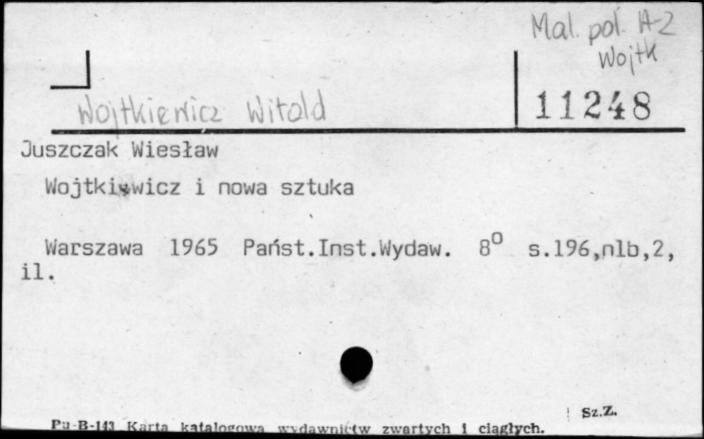 Mal. pol. A-Z
Wojtk
Wojtkiewicz Witold
11248
Juszczak Wiesław
Wojtkiewicz i nowa sztuka
Warszawa 1965 Państ.Inst.Wydaw. 8° s.196,nlb,2,
il.
Sz.Z.
Pu-B-143 Karta katalogowa wydawnictw zwartych i ciągłych.